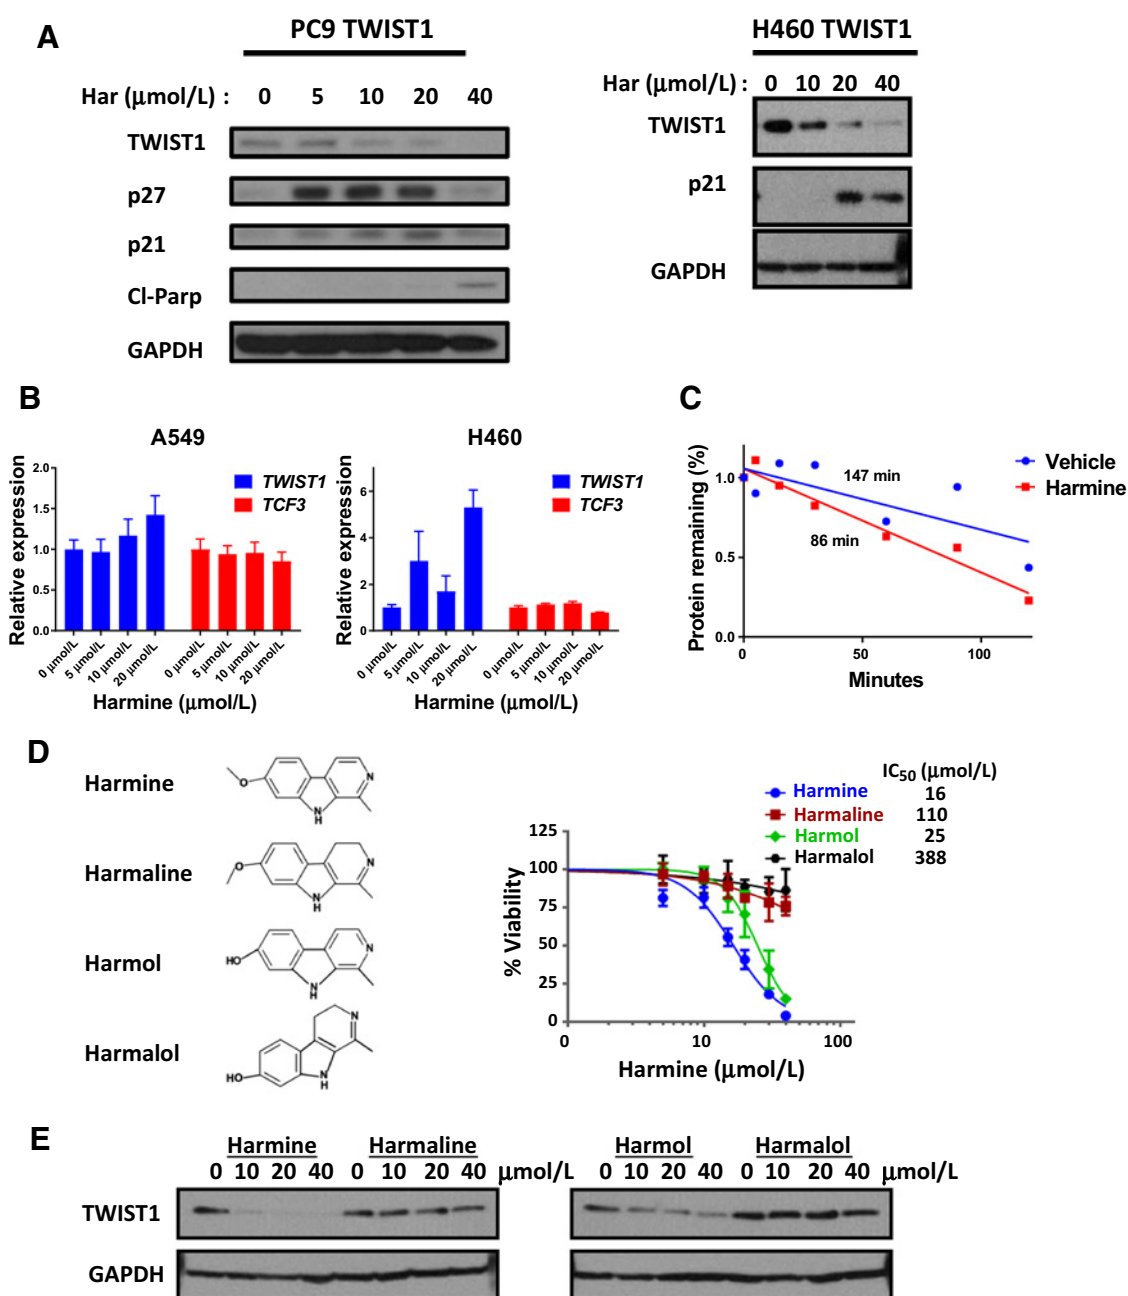 A
PC9 TWIST1
Har (μmol/L) : 0 5 10 20 40
TWIST1
p27
p21
Cl-Parp
GAPDH
H460 TWIST1
Har (μmol/L) : 0 10 20 40
TWIST1
p21
GAPDH
B
A549
Relative expression
2.0
1.5
1.0
0.5
0.0
TWIST1
TCF3
0 μmol/L 5 μmol/L 10 μmol/L 20 μmol/L 0 μmol/L 5 μmol/L 10 μmol/L 20 μmol/L
Harmine (μmol/L)
H460
Relative expression
6
4
2
0
TWIST1
TCF3
0 μmol/L 5 μmol/L 10 μmol/L 20 μmol/L 0 μmol/L 5 μmol/L 10 μmol/L 20 μmol/L
Harmine (μmol/L)
C
Protein remaining (%)
1.0
0.5
0.0
147 min
86 min
Vehicle
Harmine
0 50 100
Minutes
D
Harmine
O N N H
Harmaline
O N N H
Harmol
HO N N H
Harmalol
HO N N H
IC50 (μmol/L)
Harmine 16
Harmaline 110
Harmol 25
Harmalol 388
% Viability
125
100
75
50
25
0
0 10 100
Harmine (μmol/L)
E
Harmine Harmaline
0 10 20 40 0 10 20 40 μmol/L
TWIST1
GAPDH
Harmol Harmalol
0 10 20 40 0 10 20 40 μmol/L